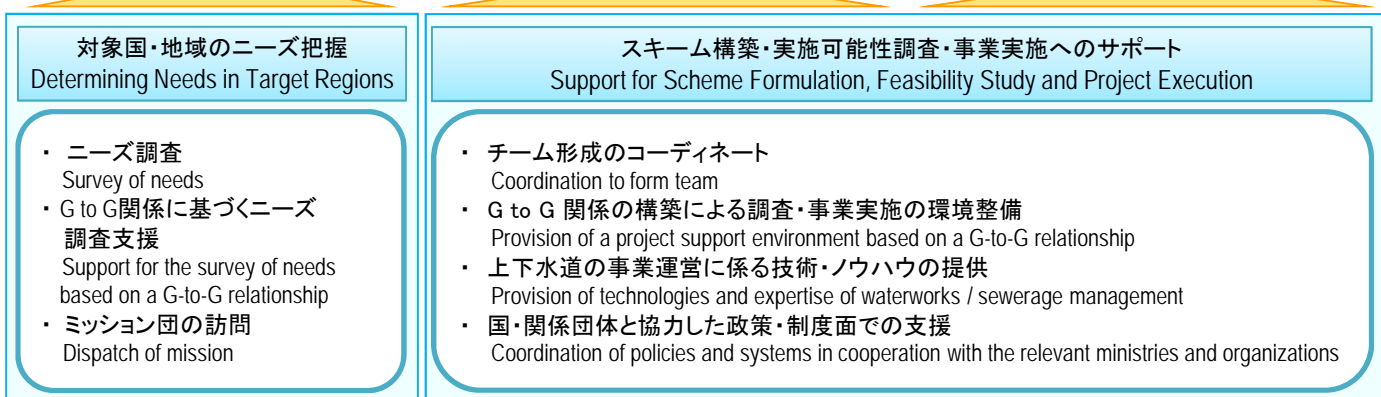 対象国・地域のニーズ把握
Determining Needs in Target Regions
・ ニーズ調査
Survey of needs
・ G to G関係に基づくニーズ
調査支援
Support for the survey of needs
based on a G-to-G relationship
・ ミッション団の訪問
Dispatch of mission
スキーム構築・実施可能性調査・事業実施へのサポート
Support for Scheme Formulation, Feasibility Study and Project Execution
・ チーム形成のコーディネート
Coordination to form team
・ G to G 関係の構築による調査・事業実施の環境整備
Provision of a project support environment based on a G-to-G relationship
・ 上下水道の事業運営に係る技術・ノウハウの提供
Provision of technologies and expertise of waterworks / sewerage management
・ 国・関係団体と協力した政策・制度面での支援
Coordination of policies and systems in cooperation with the relevant ministries and organizations